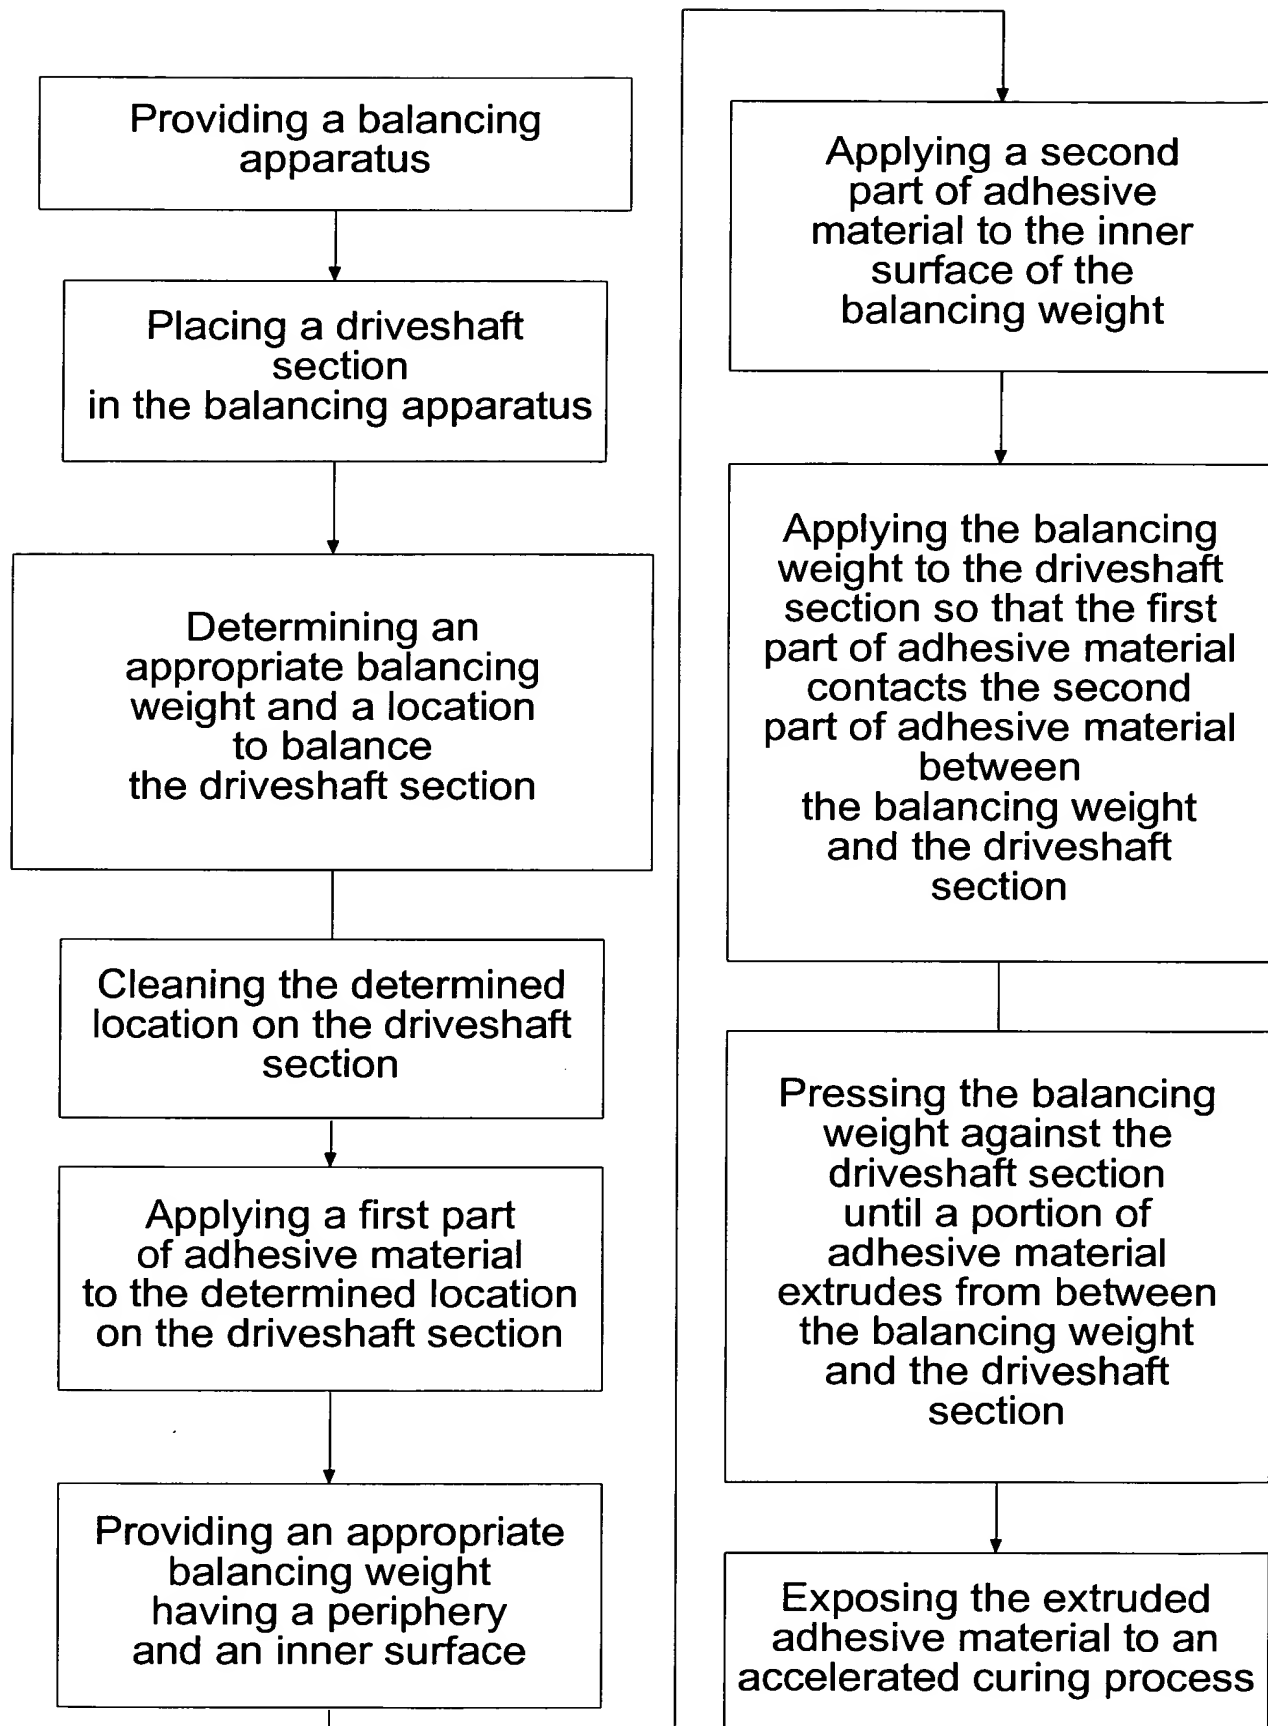 Providing a balancing
apparatus
Placing a driveshaft
section
in the balancing apparatus
Determining an
appropriate balancing
weight and a location
to balance
the driveshaft section
Cleaning the determined
location on the driveshaft
section
Applying a first part
of adhesive material
to the determined location
on the driveshaft section
Providing an appropriate
balancing weight
having a periphery
and an inner surface
Applying a second
part of adhesive
material to the inner
surface of the
balancing weight
Applying the balancing
weight to the driveshaft
section so that the first
part of adhesive material
contacts the second
part of adhesive material
between
the balancing weight
and the driveshaft
section
Pressing the balancing
weight against the
driveshaft section
until a portion of
adhesive material
extrudes from between
the balancing weight
and the driveshaft
section
Exposing the extruded
adhesive material to an
accelerated curing process